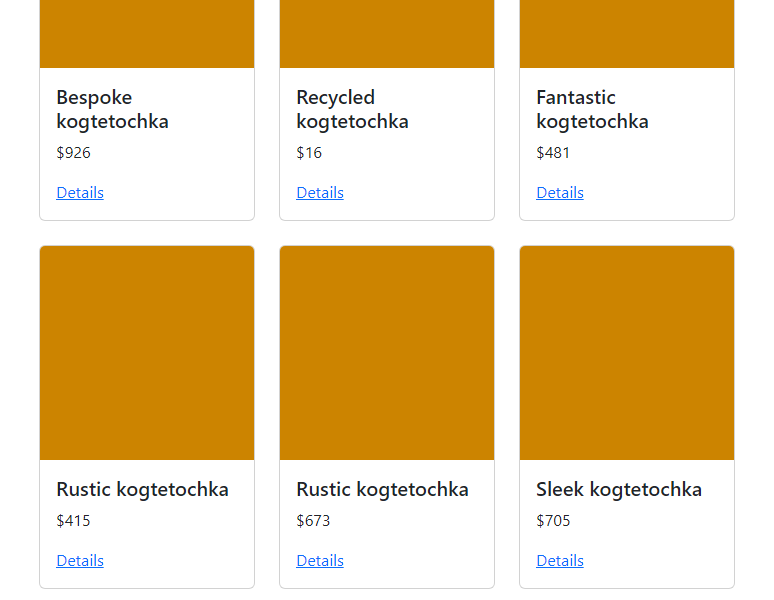 Bespoke
kogtetochka
$926
Details
Recycled
kogtetochka
$16
Details
Fantastic
kogtetochka
$481
Details
Rustic kogtetochka
$415
Details
Rustic kogtetochka
$673
Details
Sleek kogtetochka
$705
Details